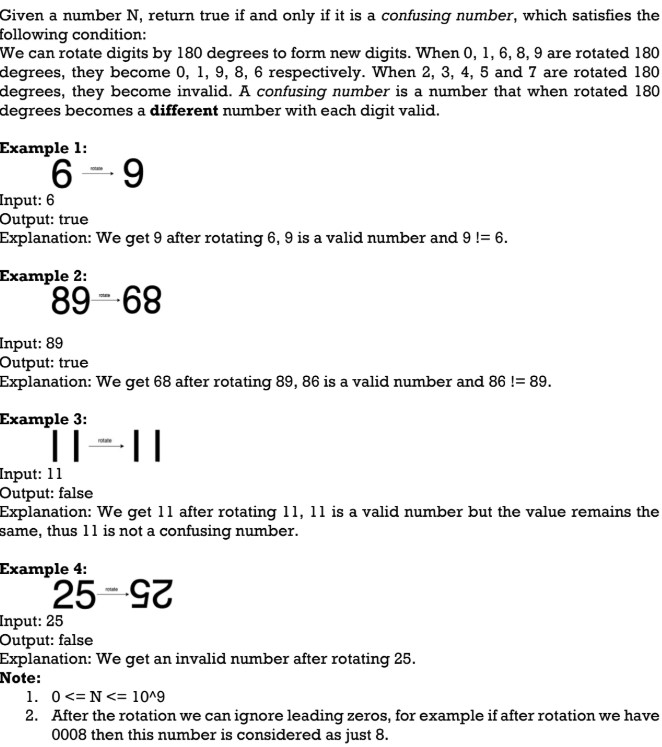 Given a number N, return true if and only if it is a confusing number, which satisfies the
following condition:
We can rotate digits by 180 degrees to form new digits. When 0, 1, 6, 8, 9 are rotated 180
degrees, they become 0, 1, 9, 8, 6 respectively. When 2, 3, 4, 5 and 7 are rotated 180
degrees, they become invalid. A confusing number is a number that when rotated 180
degrees becomes a different number with each digit valid.
Example 1:
6 rotate 9
Input: 6
Output: true
Explanation: We get 9 after rotating 6, 9 is a valid number and 9 != 6.
Example 2:
89 rotate 68
Input: 89
Output: true
Explanation: We get 68 after rotating 89, 86 is a valid number and 86 != 89.
Example 3:
11 rotate 11
Input: 11
Output: false
Explanation: We get 11 after rotating 11, 11 is a valid number but the value remains the
same, thus 11 is not a confusing number.
Example 4:
25 rotate 52
Input: 25
Output: false
Explanation: We get an invalid number after rotating 25.
Note:
1. 0 <= N <= 10^9
2. After the rotation we can ignore leading zeros, for example if after rotation we have
0008 then this number is considered as just 8.